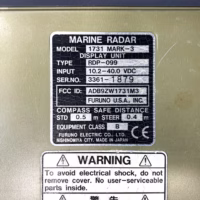 MARINE RADAR
MODEL 1731 MARK-3
DISPLAY UNIT
TYPE RDP-099
INPUT 10.2-40.0 VDC
SER.NO. 3361-1879
FCC ID: ADB9ZW1731M3
FURUNO U.S.A., INC.
COMPASS SAFE DISTANCE
STD 0.5 m STEER 0.4 m
EQUIPMENT CLASS B
FURUNO ELECTRIC CO., LTD.
NISHINOMIYA CITY, MADE IN JAPAN
WARNING
To avoid electrical shock, do not
remove cover. No user-serviceable
parts inside.